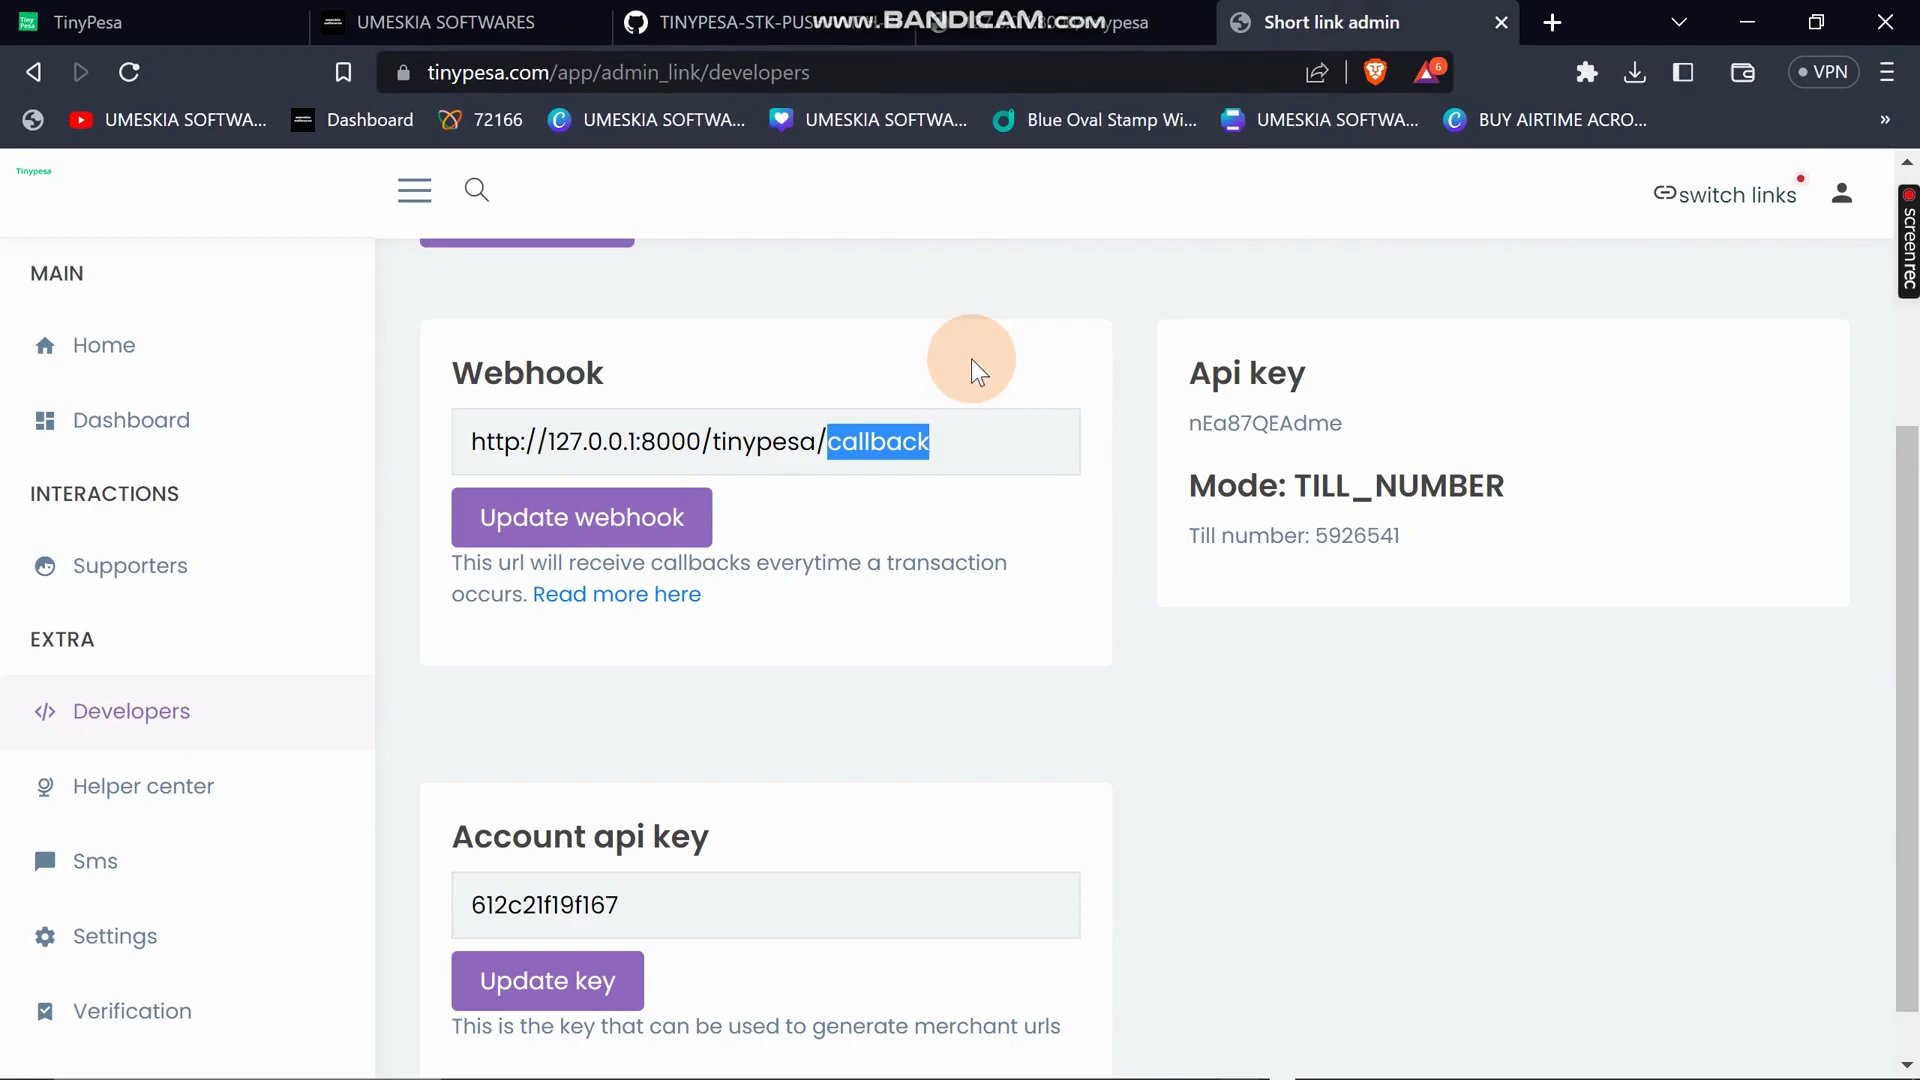 TinyPesa
UMESKIA SOFTWARES
TINYPESA-STK-PUS
www.BANDICAM.com
pesa
Short link admin
tinypesa.com/app/admin_link/developers
6
VPN
UMESKIA SOFTWA...
Dashboard
72166
UMESKIA SOFTWA...
UMESKIA SOFTWA...
Blue Oval Stamp Wi...
UMESKIA SOFTWA...
BUY AIRTIME ACRO...
»
Tinypesa
switch links
screenrec
MAIN
Home
Dashboard
INTERACTIONS
Supporters
EXTRA
Developers
Helper center
Sms
Settings
Verification
Webhook
http://127.0.0.1:8000/tinypesa/callback
Update webhook
This url will receive callbacks everytime a transaction
occurs. Read more here
Api key
nEa87QEAdme
Mode: TILL_NUMBER
Till number: 5926541
Account api key
612c21f19f167
Update key
This is the key that can be used to generate merchant urls